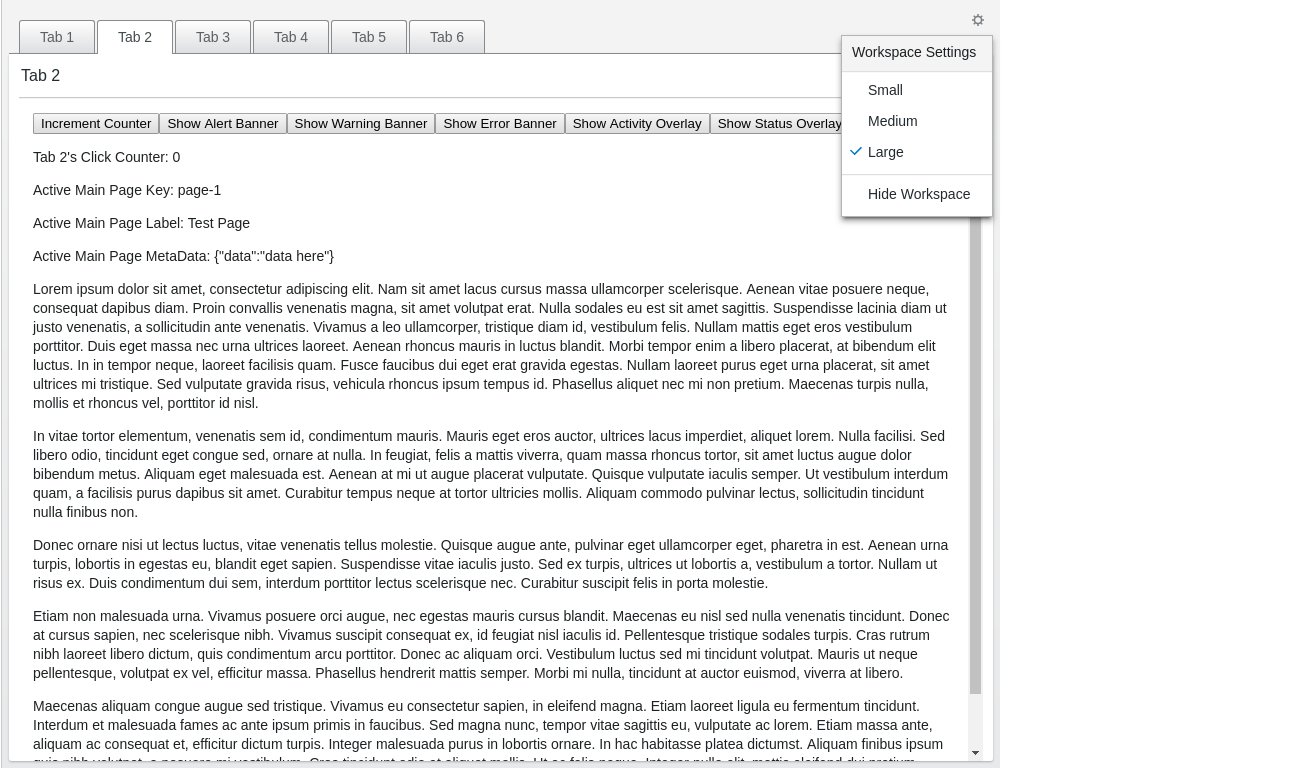 Tab 1
Tab 2
Tab 3
Tab 4
Tab 5
Tab 6
Workspace Settings
Small
Medium
Large
Hide Workspace
Tab 2
Increment Counter
Show Alert Banner
Show Warning Banner
Show Error Banner
Show Activity Overlay
Show Status Overlay
Tab 2's Click Counter: 0
Active Main Page Key: page-1
Active Main Page Label: Test Page
Active Main Page MetaData: {"data":"data here"}
Lorem ipsum dolor sit amet, consectetur adipiscing elit. Nam sit amet lacus cursus massa ullamcorper scelerisque. Aenean vitae posuere neque,
consequat dapibus diam. Proin convallis venenatis magna, sit amet volutpat erat. Nulla sodales eu est sit amet sagittis. Suspendisse lacinia diam ut
justo venenatis, a sollicitudin ante venenatis. Vivamus a leo ullamcorper, tristique diam id, vestibulum felis. Nullam mattis eget eros vestibulum
porttitor. Duis eget massa nec urna ultrices laoreet. Aenean rhoncus mauris in luctus blandit. Morbi tempor enim a libero placerat, at bibendum elit
luctus. In in tempor neque, laoreet facilisis quam. Fusce faucibus dui eget erat gravida egestas. Nullam laoreet purus eget urna placerat, sit amet
ultrices mi tristique. Sed vulputate gravida risus, vehicula rhoncus ipsum tempus id. Phasellus aliquet nec mi non pretium. Maecenas turpis nulla,
mollis et rhoncus vel, porttitor id nisl.
In vitae tortor elementum, venenatis sem id, condimentum mauris. Mauris eget eros auctor, ultrices lacus imperdiet, aliquet lorem. Nulla facilisi. Sed
libero odio, tincidunt eget congue sed, ornare at nulla. In feugiat, felis a mattis viverra, quam massa rhoncus tortor, sit amet luctus augue dolor
bibendum metus. Aliquam eget malesuada est. Aenean at mi ut augue placerat vulputate. Quisque vulputate iaculis semper. Ut vestibulum interdum
quam, a facilisis purus dapibus sit amet. Curabitur tempus neque at tortor ultricies mollis. Aliquam commodo pulvinar lectus, sollicitudin tincidunt
nulla finibus non.
Donec ornare nisi ut lectus luctus, vitae venenatis tellus molestie. Quisque augue ante, pulvinar eget ullamcorper eget, pharetra in est. Aenean urna
turpis, lobortis in egestas eu, blandit eget sapien. Suspendisse vitae iaculis justo. Sed ex turpis, ultrices ut lobortis a, vestibulum a tortor. Nullam ut
risus ex. Duis condimentum dui sem, interdum porttitor lectus scelerisque nec. Curabitur suscipit felis in porta molestie.
Etiam non malesuada urna. Vivamus posuere orci augue, nec egestas mauris cursus blandit. Maecenas eu nisl sed nulla venenatis tincidunt. Donec
at cursus sapien, nec scelerisque nibh. Vivamus suscipit consequat ex, id feugiat nisl iaculis id. Pellentesque tristique sodales turpis. Cras rutrum
nibh laoreet libero dictum, quis condimentum arcu porttitor. Donec ac aliquam orci. Vestibulum luctus sed mi tincidunt volutpat. Mauris ut neque
pellentesque, volutpat ex vel, efficitur massa. Phasellus hendrerit mattis semper. Morbi mi nulla, tincidunt at auctor euismod, viverra at libero.
Maecenas aliquam congue augue sed tristique. Vivamus eu consectetur sapien, in eleifend magna. Etiam laoreet ligula eu fermentum tincidunt.
Interdum et malesuada fames ac ante ipsum primis in faucibus. Sed magna nunc, tempor vitae sagittis eu, vulputate ac lorem. Etiam massa ante,
aliquam ac consequat et, efficitur dictum turpis. Integer malesuada purus in lobortis ornare. In hac habitasse platea dictumst. Aliquam finibus ipsum